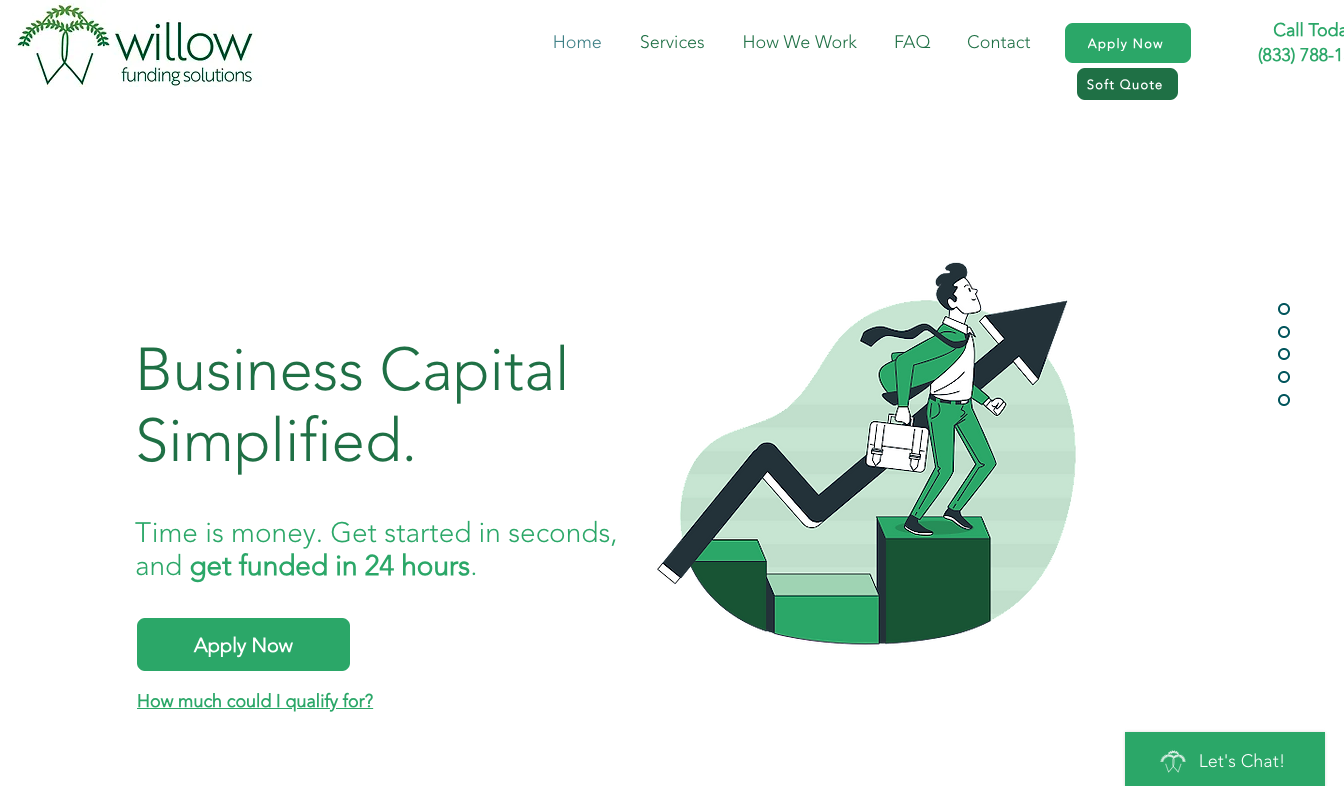 willow
funding solutions
Home
Services
How We Work
FAQ
Contact
Apply Now
Soft Quote
Call Toda
(833) 788-1
Business Capital
Simplified.
Time is money. Get started in seconds,
and get funded in 24 hours.
Apply Now
How much could I qualify for?
Let's Chat!